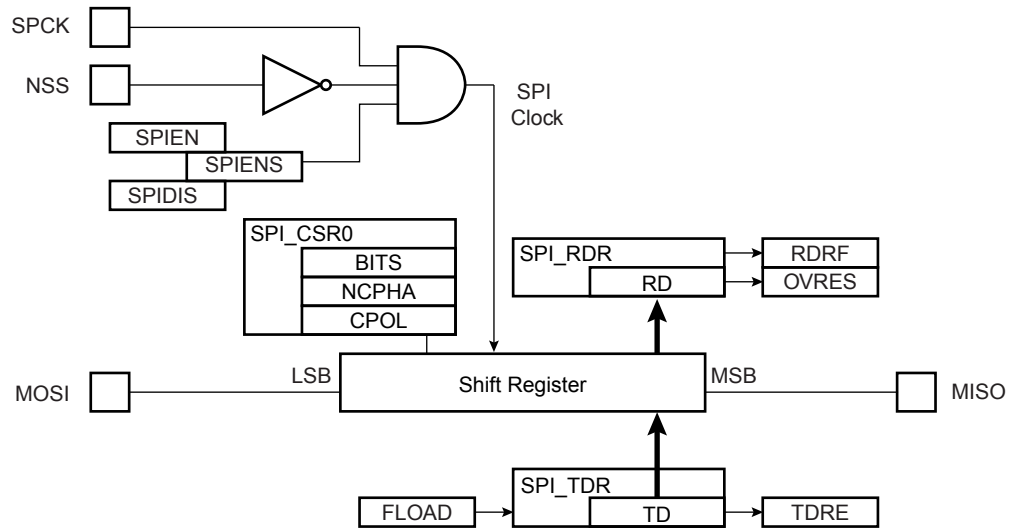 SPCK
NSS
SPI
Clock
SPIEN
SPIENS
SPIDIS
SPI_CSR0
BITS
NCPHA
CPOL
SPI_RDR
RD
RDRF
OVRES
MOSI
LSB
Shift Register
MSB
MISO
SPI_TDR
FLOAD
TD
TDRE